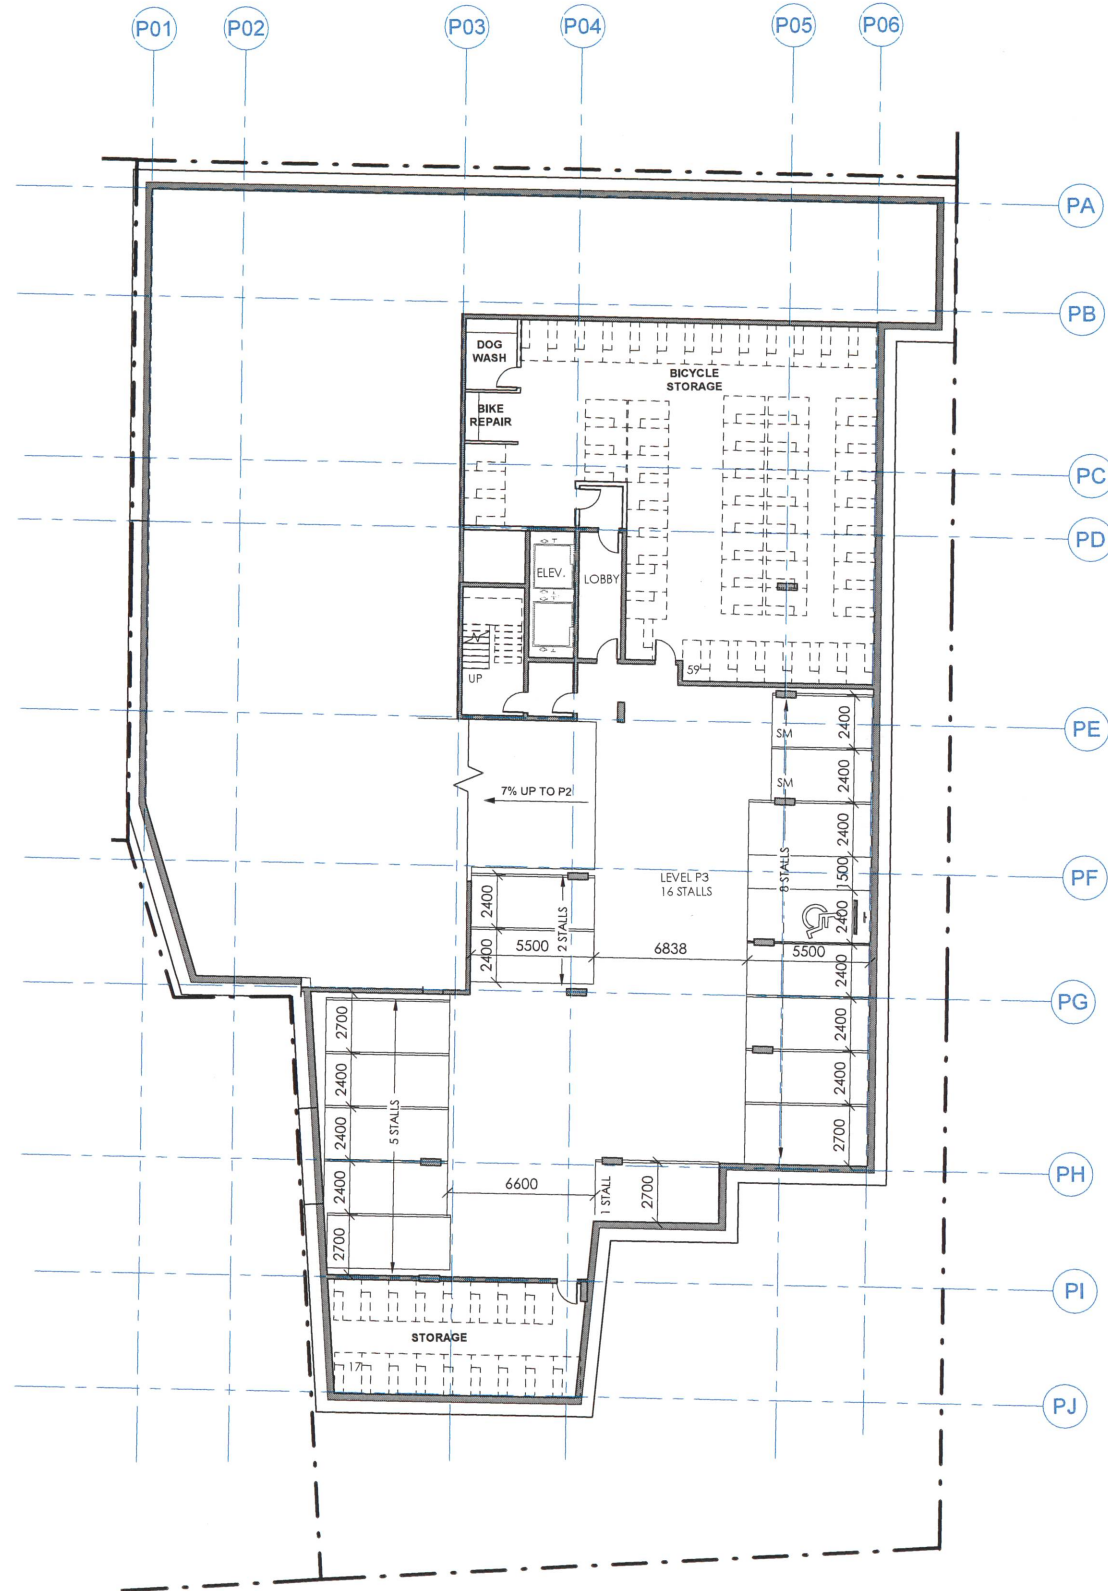 P01
P02
P03
P04
P05
P06
PA
PB
DOG
WASH
BICYCLE
STORAGE
BIKE
REPAIR
PC
PD
ELEV.
LOBBY
UP
59
PE
2400
SM
2400
SM
7% UP TO P2
2400
LEVEL P3
16 STALLS
8 STALLS
1500
PF
2400
2 STALLS
2400
2400
5500
6838
5500
2400
PG
2700
2400
2400
2400
5 STALLS
2400
2700
2400
PH
6600
1 STALL
2700
2700
PI
STORAGE
17
PJ